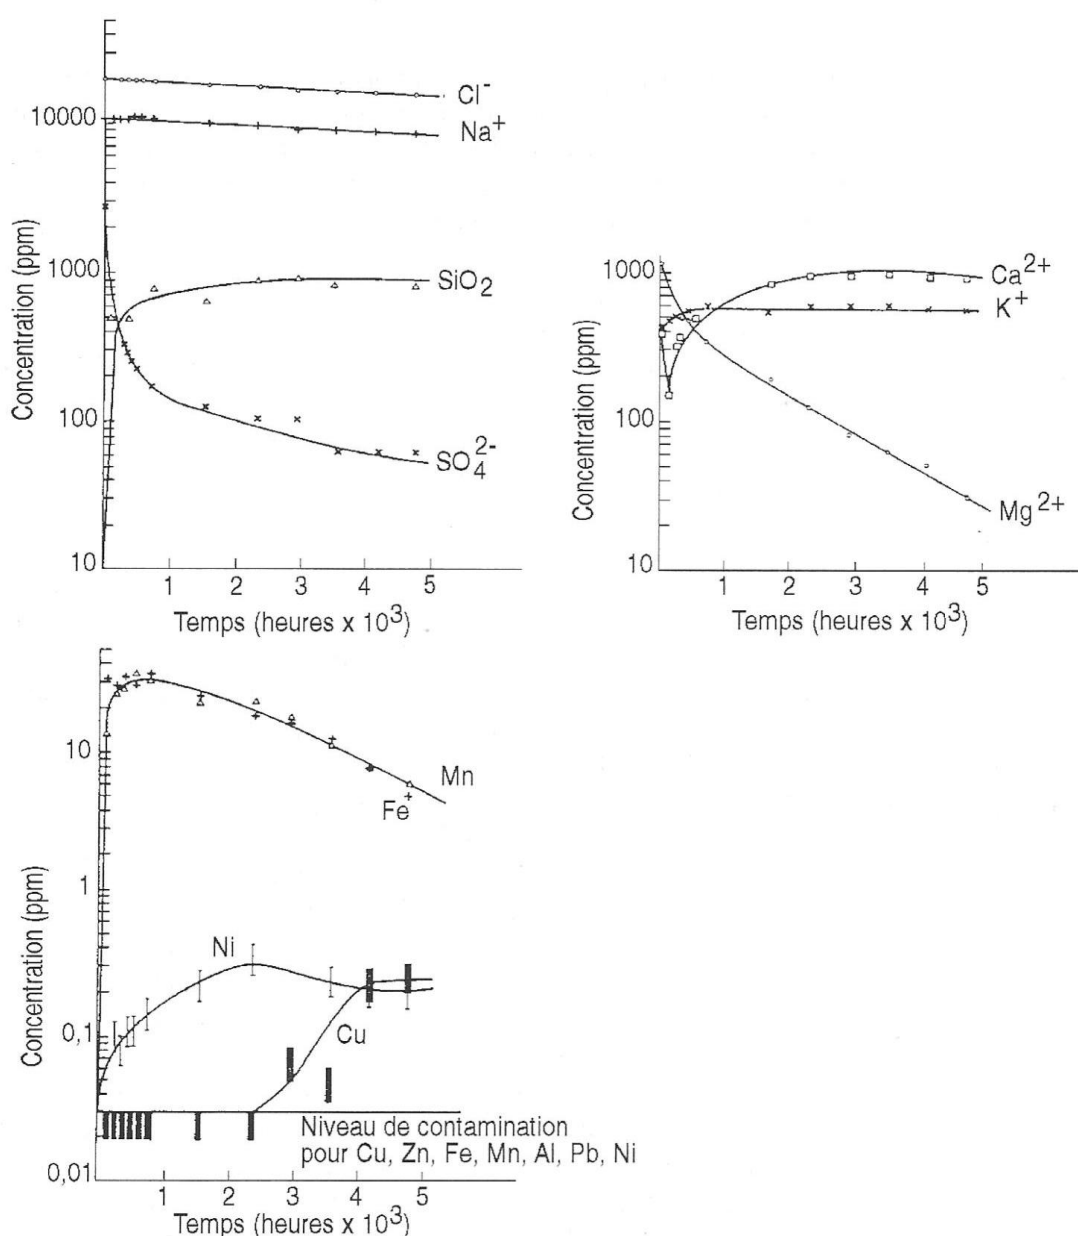 Concentration (ppm)
10000
1000
100
10
Cl⁻
Na⁺
SiO₂
SO₄²⁻
1 2 3 4 5
Temps (heures x 10³)
Concentration (ppm)
1000
100
10
Ca²⁺
K⁺
Mg²⁺
1 2 3 4 5
Temps (heures x 10³)
Concentration (ppm)
10
1
0,1
0,01
Mn
Fe
Ni
Cu
Niveau de contamination
pour Cu, Zn, Fe, Mn, Al, Pb, Ni
1 2 3 4 5
Temps (heures x 10³)